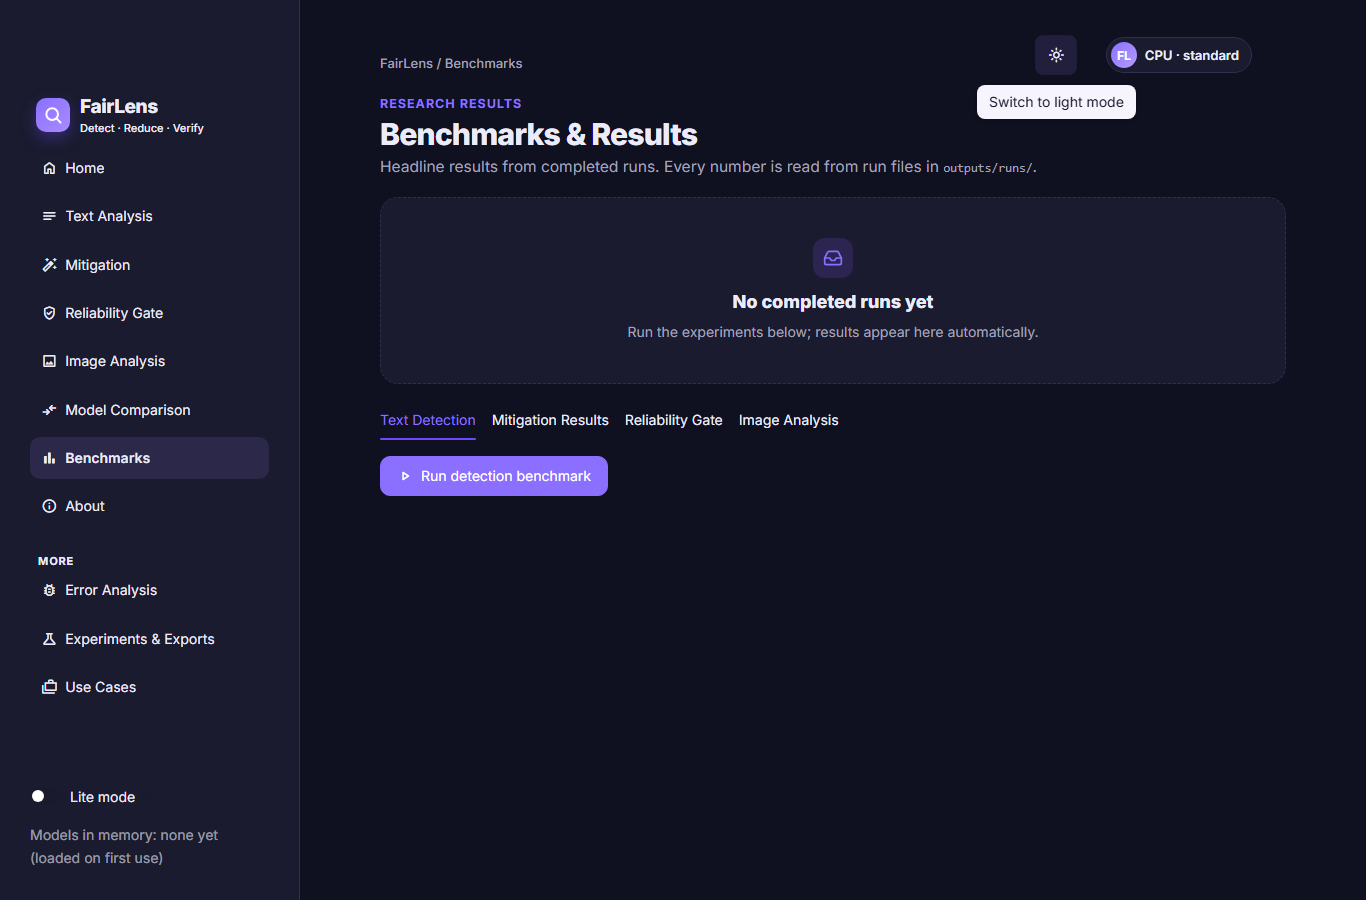 FairLens
Detect · Reduce · Verify
Home
Text Analysis
Mitigation
Reliability Gate
Image Analysis
Model Comparison
Benchmarks
About
MORE
Error Analysis
Experiments & Exports
Use Cases
Lite mode
Models in memory: none yet
(loaded on first use)
FairLens / Benchmarks
FL CPU · standard
Switch to light mode
RESEARCH RESULTS
Benchmarks & Results
Headline results from completed runs. Every number is read from run files in outputs/runs/.
No completed runs yet
Run the experiments below; results appear here automatically.
Text Detection Mitigation Results Reliability Gate Image Analysis
Run detection benchmark